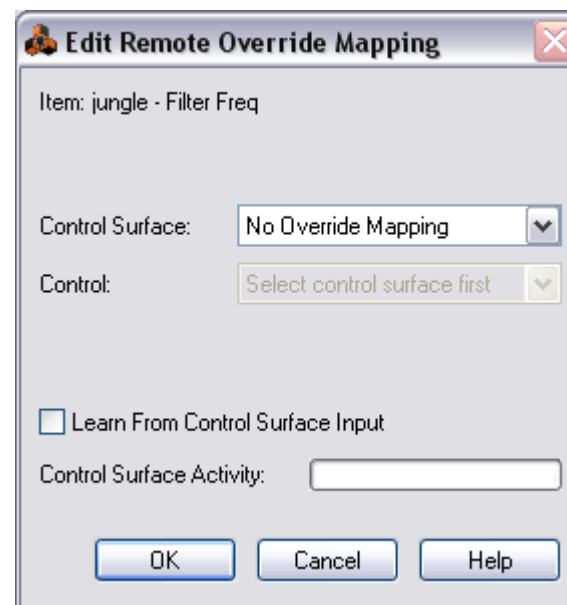 Edit Remote Override Mapping
Item: jungle - Filter Freq
Control Surface: No Override Mapping
Control: Select control surface first
Learn From Control Surface Input
Control Surface Activity:
OK Cancel Help